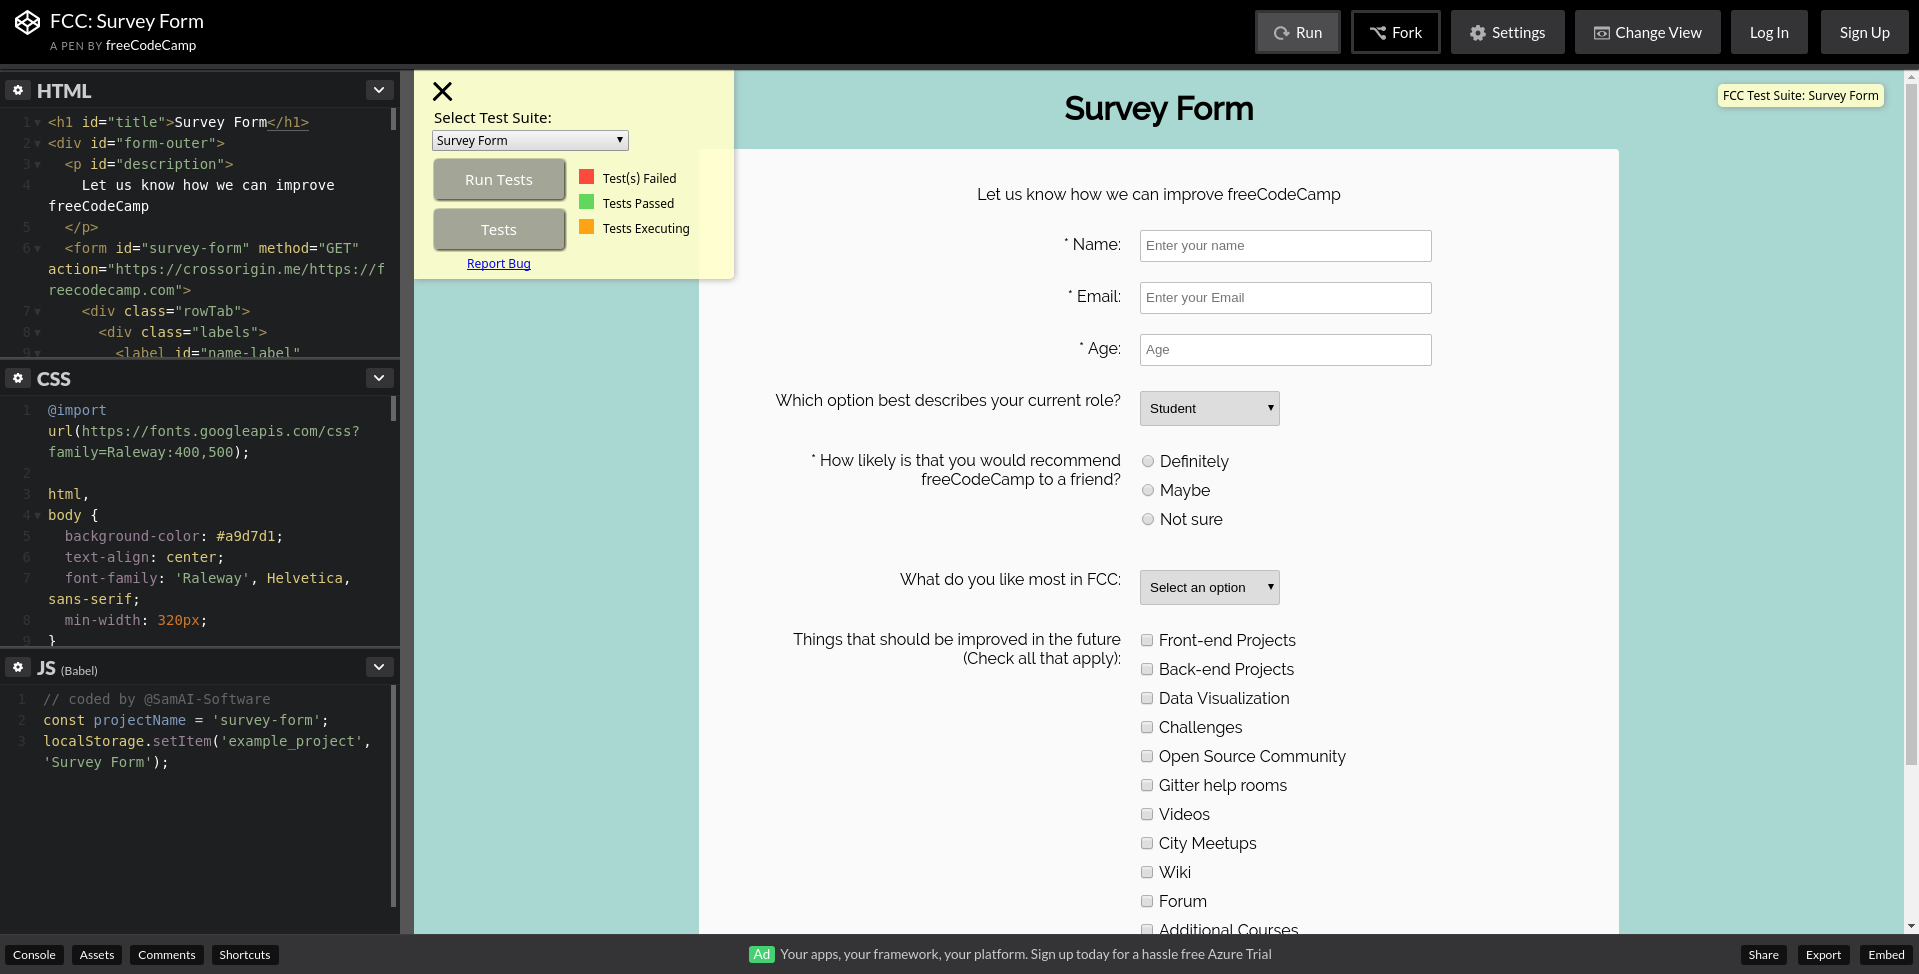 FCC: Survey Form
A PEN BY freeCodeCamp
Run
Fork
Settings
Change View
Log In
Sign Up
HTML
1 <h1 id="title">Survey Form</h1>
2 <div id="form-outer">
3 <p id="description">
4 Let us know how we can improve
freeCodeCamp
5 </p>
6 <form id="survey-form" method="GET"
action="https://crossorigin.me/https://f
reecodecamp.com">
7 <div class="rowTab">
8 <div class="labels">
9 <label id="name-label"
CSS
1 @import
url(https://fonts.googleapis.com/css?
family=Raleway:400,500);
2
3 html,
4 body {
5 background-color: #a9d7d1;
6 text-align: center;
7 font-family: 'Raleway', Helvetica,
sans-serif;
8 min-width: 320px;
9 }
JS (Babel)
1 // coded by @SamAI-Software
2 const projectName = 'survey-form';
3 localStorage.setItem('example_project',
'Survey Form');
Select Test Suite:
Survey Form
Run Tests
Tests
Report Bug
Test(s) Failed
Tests Passed
Tests Executing
FCC Test Suite: Survey Form
Survey Form
Let us know how we can improve freeCodeCamp
* Name: Enter your name
* Email: Enter your Email
* Age: Age
Which option best describes your current role? Student
* How likely is that you would recommend
freeCodeCamp to a friend?
Definitely
Maybe
Not sure
What do you like most in FCC: Select an option
Things that should be improved in the future
(Check all that apply):
Front-end Projects
Back-end Projects
Data Visualization
Challenges
Open Source Community
Gitter help rooms
Videos
City Meetups
Wiki
Forum
Additional Courses
Console
Assets
Comments
Shortcuts
Ad Your apps, your framework, your platform. Sign up today for a hassle free Azure Trial
Share
Export
Embed